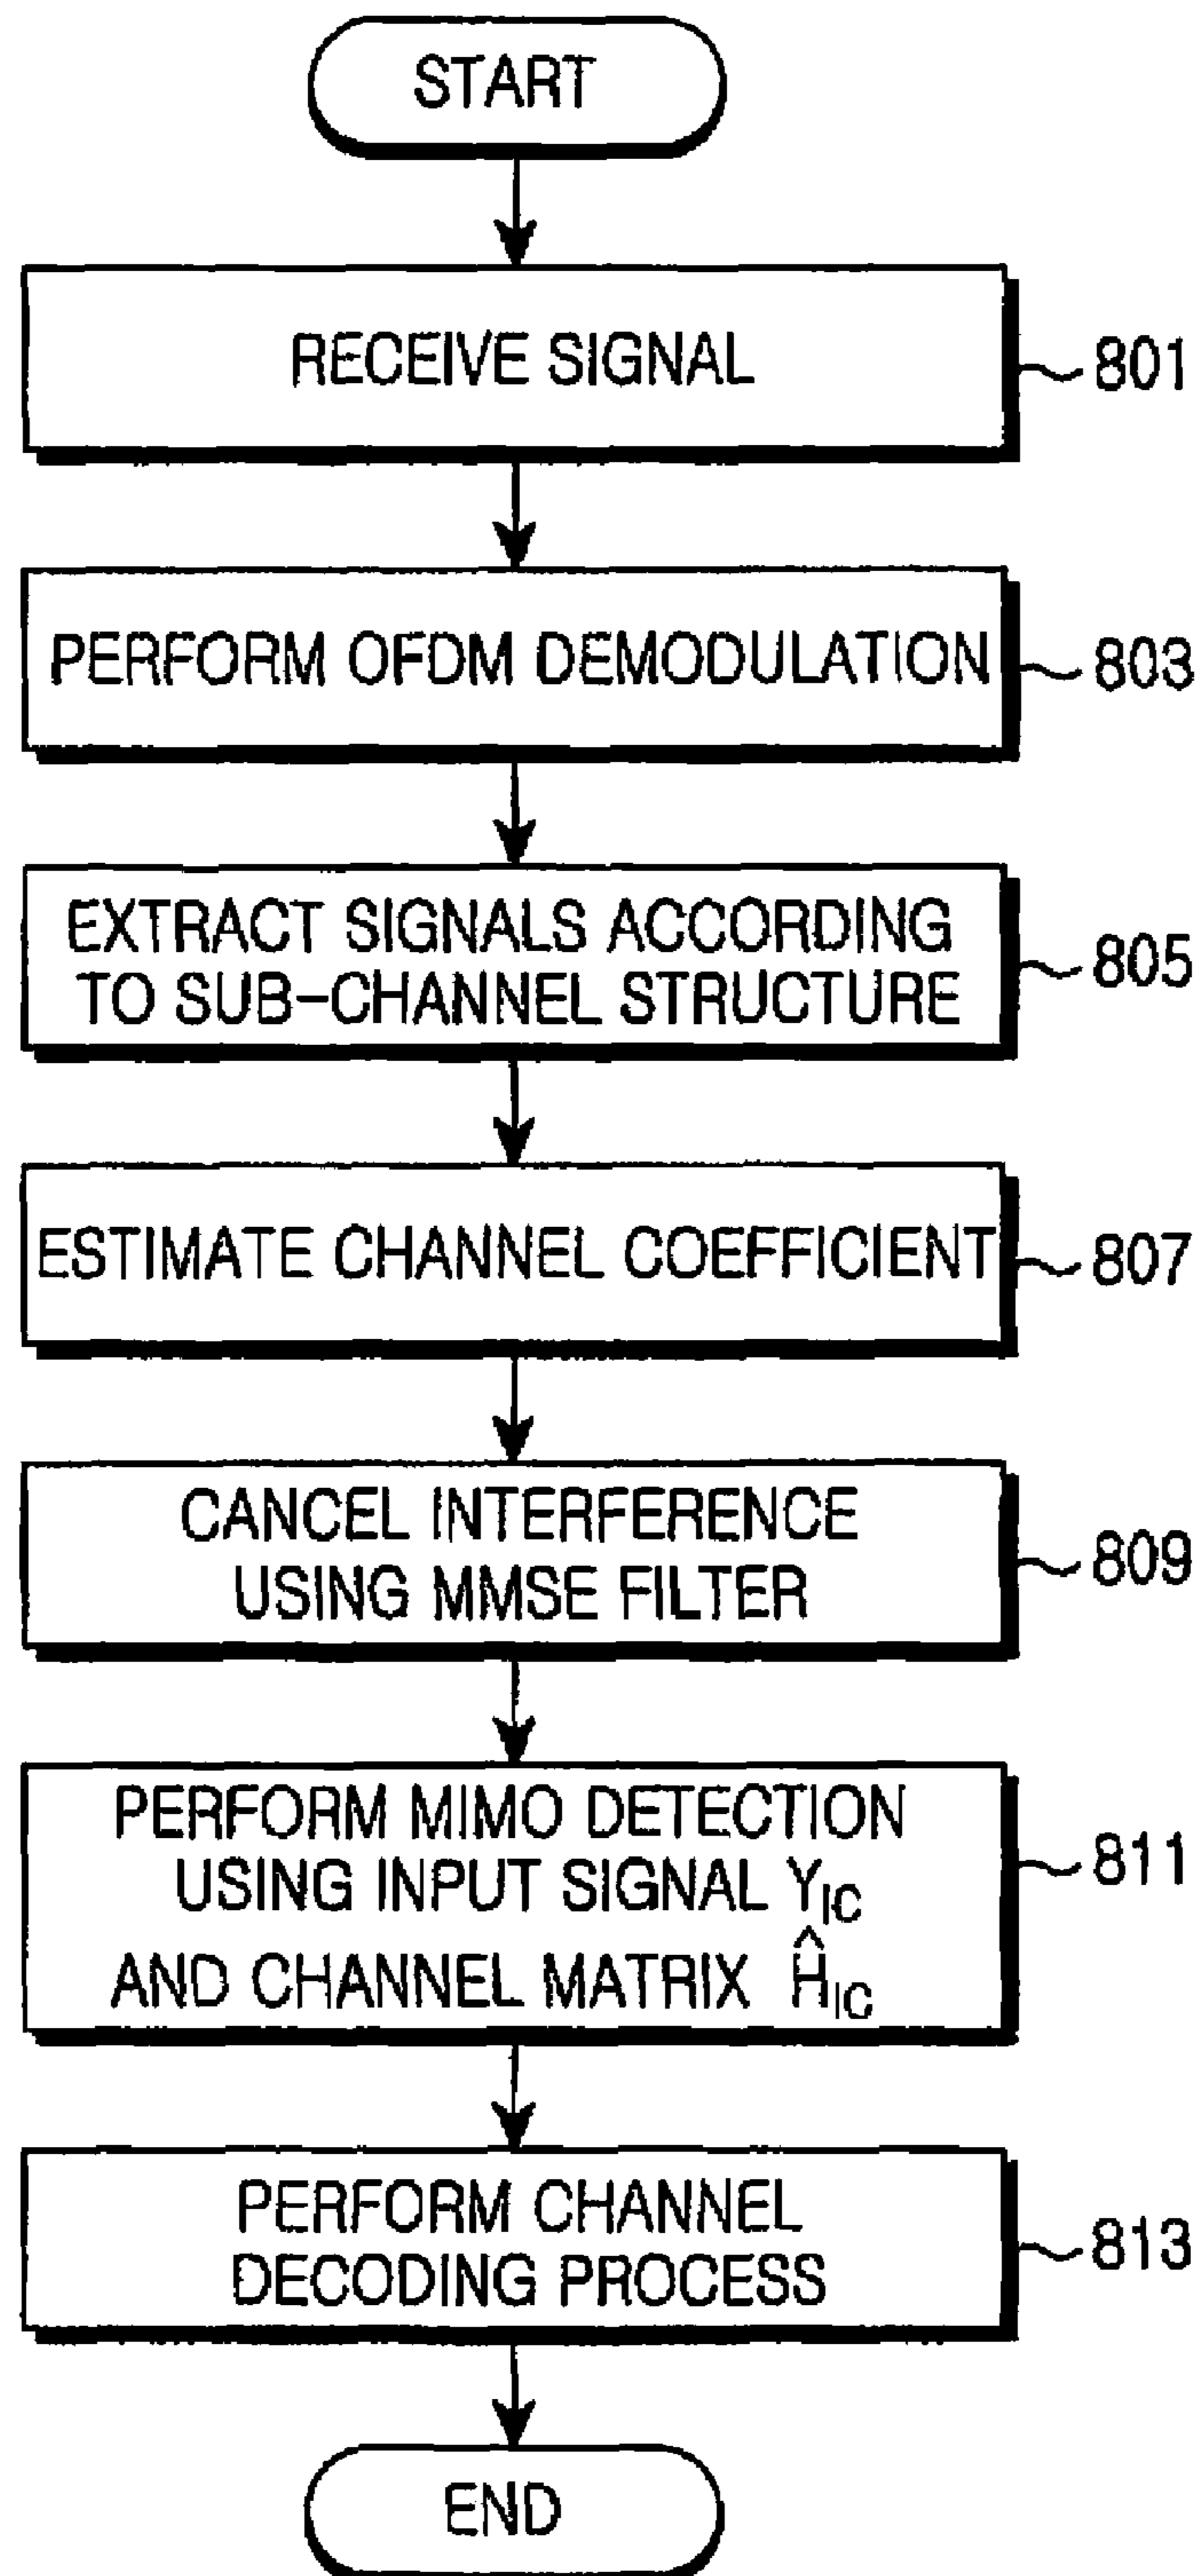 START
RECEIVE SIGNAL
801
PERFORM OFDM DEMODULATION
803
EXTRACT SIGNALS ACCORDING
TO SUB-CHANNEL STRUCTURE
805
ESTIMATE CHANNEL COEFFICIENT
807
CANCEL INTERFERENCE
USING MMSE FILTER
809
PERFORM MIMO DETECTION
USING INPUT SIGNAL Y_IC
AND CHANNEL MATRIX Ĥ_IC
811
PERFORM CHANNEL
DECODING PROCESS
813
END